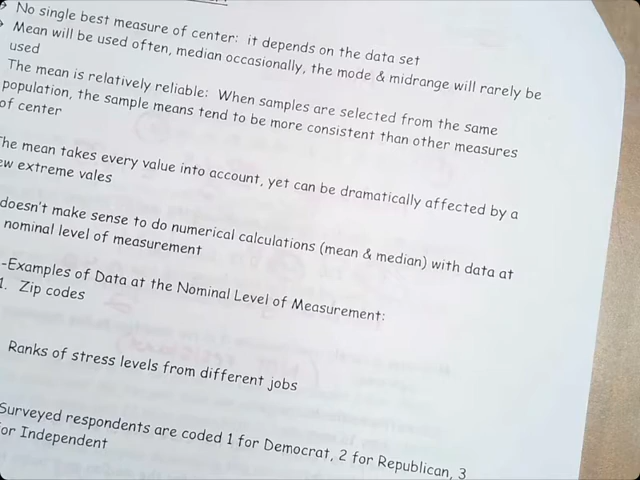 No single best measure of center: it depends on the data set
Mean will be used often, median occasionally, the mode & midrange will rarely be
used
The mean is relatively reliable: When samples are selected from the same
population, the sample means tend to be more consistent than other measures
of center
The mean takes every value into account, yet can be dramatically affected by a
ew extreme vales
doesn't make sense to do numerical calculations (mean & median) with data at
nominal level of measurement
-Examples of Data at the Nominal Level of Measurement:
1. Zip codes
Ranks of stress levels from different jobs
Surveyed respondents are coded 1 for Democrat, 2 for Republican, 3
for Independent